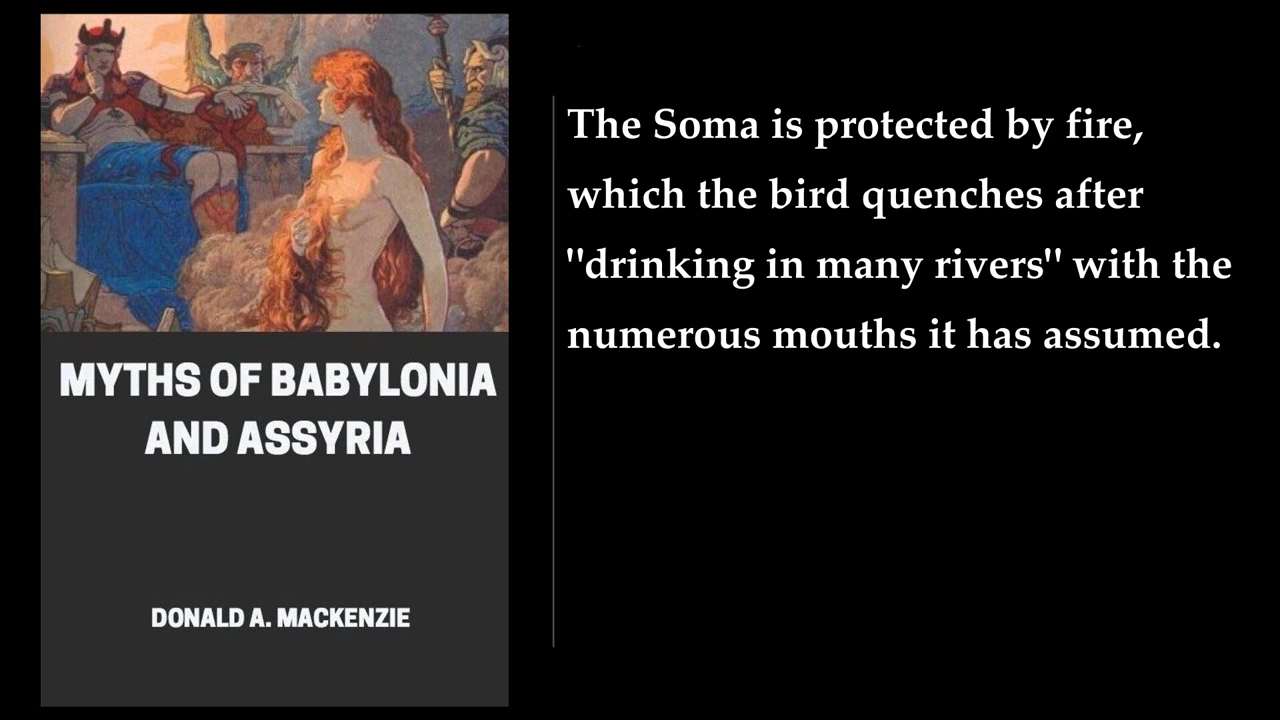 MYTHS OF BABYLONIA
AND ASSYRIA
DONALD A. MACKENZIE
The Soma is protected by fire,
which the bird quenches after
"drinking in many rivers" with the
numerous mouths it has assumed.